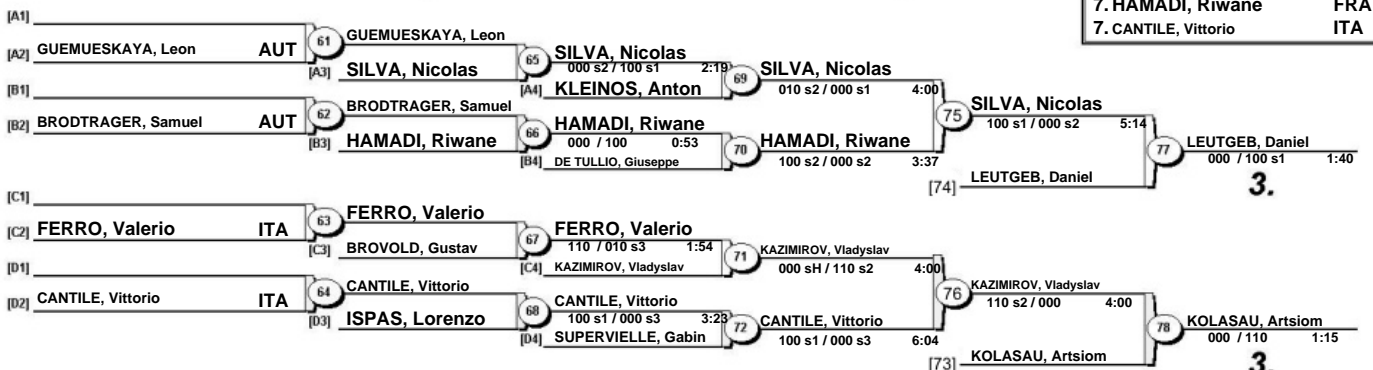 7. HAMADI, Riwane FRA
7. CANTILE, Vittorio ITA
[A1]
[A2] GUEMUESKAYA, Leon AUT
61 GUEMUESKAYA, Leon
[A3] SILVA, Nicolas
65 SILVA, Nicolas
000 s2 / 100 s1 2:19
[A4] KLEINOS, Anton
69 SILVA, Nicolas
010 s2 / 000 s1 4:00
[B1]
[B2] BRODTRAGER, Samuel AUT
62 BRODTRAGER, Samuel
[B3] HAMADI, Riwane
66 HAMADI, Riwane
000 / 100 0:53
[B4] DE TULLIO, Giuseppe
70 HAMADI, Riwane
100 s2 / 000 s2 3:37
75 SILVA, Nicolas
100 s1 / 000 s2 5:14
[74] LEUTGEB, Daniel
77 LEUTGEB, Daniel
000 / 100 s1 1:40
3.
[C1]
[C2] FERRO, Valerio ITA
63 FERRO, Valerio
[C3] BROVOLD, Gustav
67 FERRO, Valerio
110 / 010 s3 1:54
[C4] KAZIMIROV, Vladyslav
71 KAZIMIROV, Vladyslav
000 sH / 110 s2 4:00
[D1]
[D2] CANTILE, Vittorio ITA
64 CANTILE, Vittorio
[D3] ISPAS, Lorenzo
68 CANTILE, Vittorio
100 s1 / 000 s3 3:23
[D4] SUPERVIELLE, Gabin
72 CANTILE, Vittorio
100 s1 / 000 s3 6:04
76 KAZIMIROV, Vladyslav
110 s2 / 000 4:00
[73] KOLASAU, Artsiom
78 KOLASAU, Artsiom
000 / 110 1:15
3.